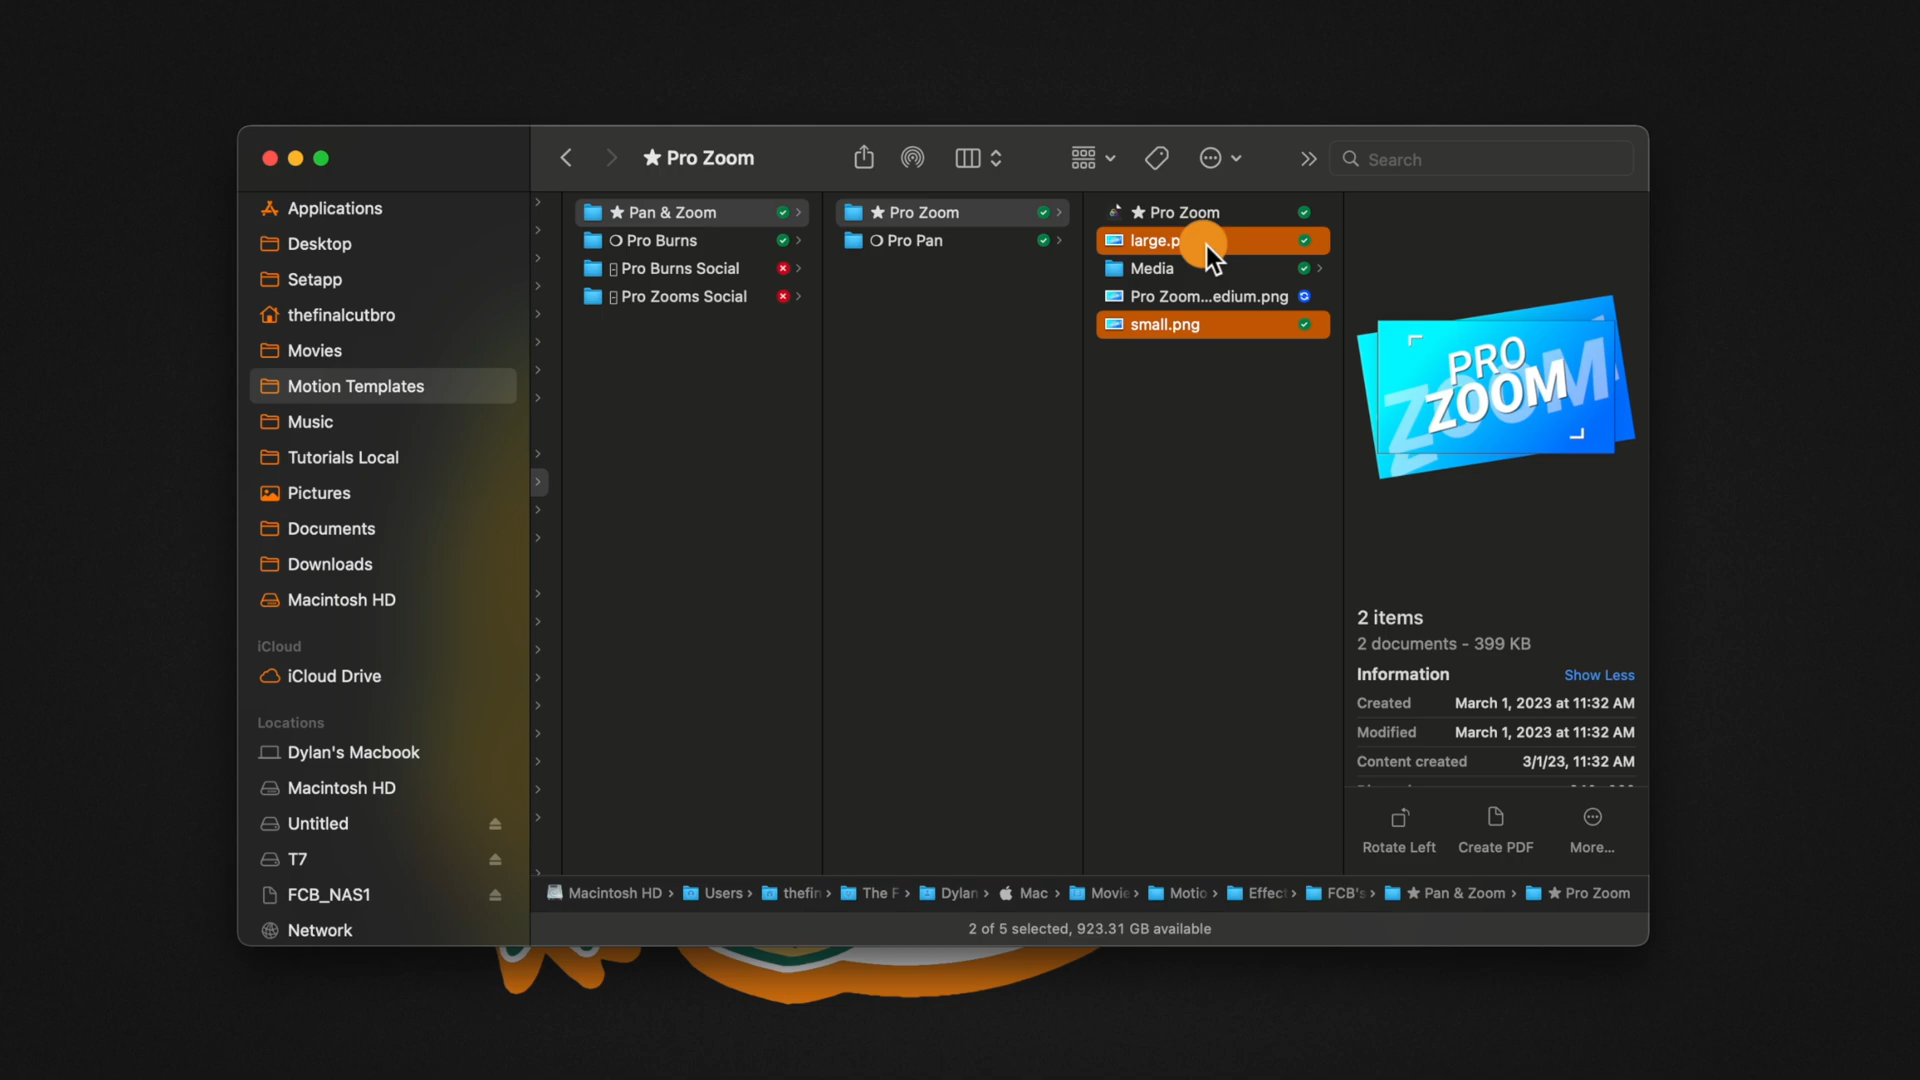 ★ Pro Zoom
Search
Applications
Desktop
Setapp
thefinalcutbro
Movies
Motion Templates
Music
Tutorials Local
Pictures
Documents
Downloads
Macintosh HD
iCloud
iCloud Drive
Locations
Dylan's Macbook
Macintosh HD
Untitled
T7
FCB_NAS1
Network
★ Pan & Zoom
Pro Burns
Pro Burns Social
Pro Zooms Social
★ Pro Zoom
Pro Pan
★ Pro Zoom
large.p
Media
Pro Zoom...edium.png
small.png
PRO
ZOOM
2 items
2 documents - 399 KB
Information Show Less
Created March 1, 2023 at 11:32 AM
Modified March 1, 2023 at 11:32 AM
Content created 3/1/23, 11:32 AM
Rotate Left Create PDF More...
Macintosh HD › Users › thefin › The F › Dylan › Mac › Movie › Motio › Effect › FCB's › ★ Pan & Zoom › ★ Pro Zoom
2 of 5 selected, 923.31 GB available